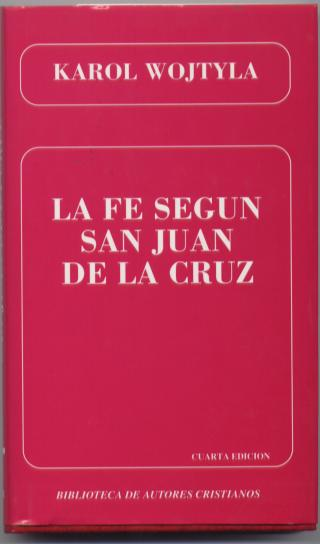 KAROL WOJTYLA
LA FE SEGUN
SAN JUAN
DE LA CRUZ
CUARTA EDICION
BIBLIOTECA DE AUTORES CRISTIANOS